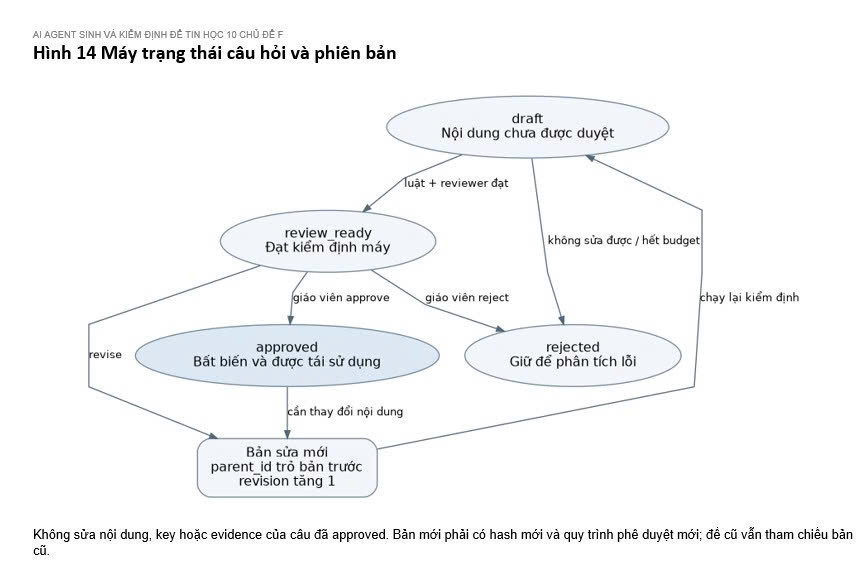 AI AGENT SINH VÀ KIỂM ĐỊNH ĐỀ TIN HỌC 10 CHỦ ĐỀ F
Hình 14 Máy trạng thái câu hỏi và phiên bản
draft
Nội dung chưa được duyệt
luật + reviewer đạt
review_ready
Đạt kiểm định máy
không sửa được / hết budget
giáo viên approve
giáo viên reject
chạy lại kiểm định
approved
Bất biến và được tái sử dụng
rejected
Giữ để phân tích lỗi
revise
cần thay đổi nội dung
Bản sửa mới
parent_id trỏ bản trước
revision tăng 1
Không sửa nội dung, key hoặc evidence của câu đã approved. Bản mới phải có hash mới và quy trình phê duyệt mới; đề cũ vẫn tham chiếu bản
cũ.